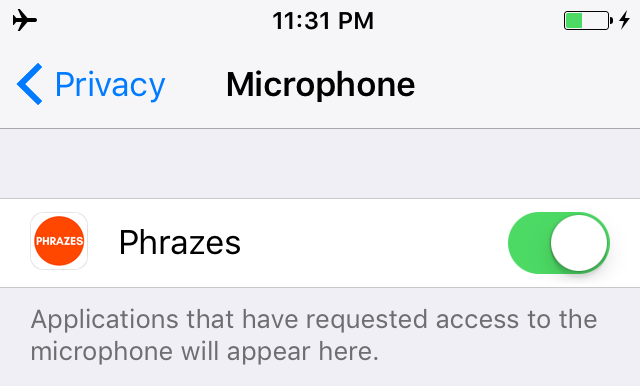 11:31 PM
Privacy
Microphone
PHRAZES
Phrazes
Applications that have requested access to the
microphone will appear here.